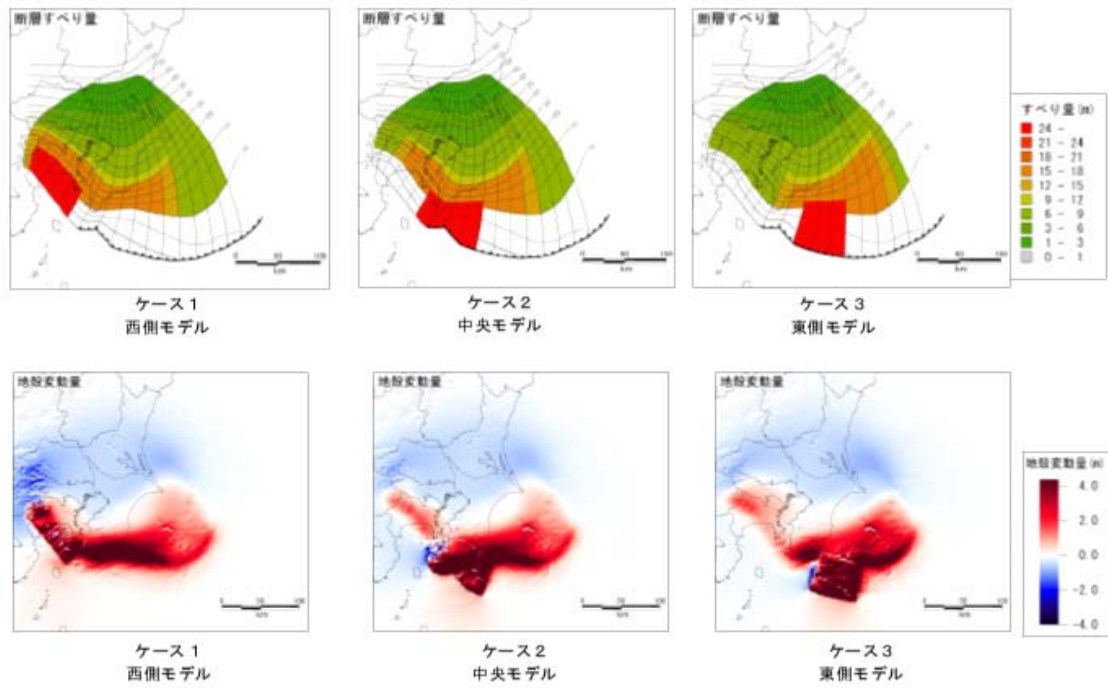 断層すべり量
断層すべり量
断層すべり量
すべり量(m)
24 -
21 - 24
18 - 21
15 - 18
12 - 15
9 - 12
6 - 9
3 - 6
1 - 3
0 - 1
ケース1
西側モデル
ケース2
中央モデル
ケース3
東側モデル
地殻変動量
地殻変動量
地殻変動量
地殻変動量(m)
4.0
2.0
0.0
-2.0
-4.0
ケース1
西側モデル
ケース2
中央モデル
ケース3
東側モデル